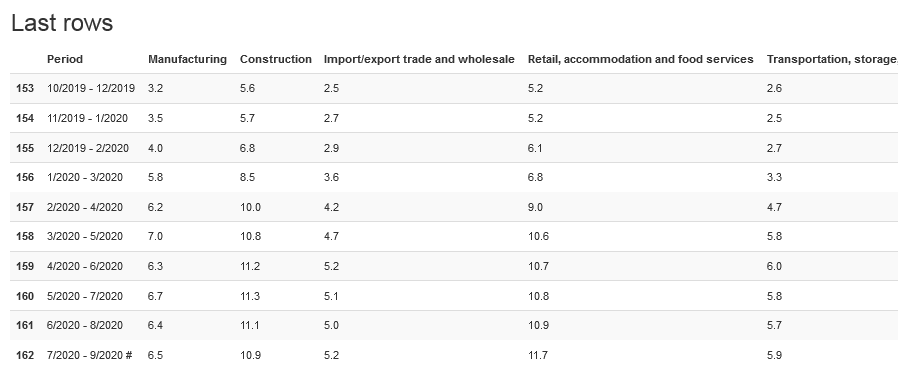 Last rows
Period Manufacturing Construction Import/export trade and wholesale Retail, accommodation and food services Transportation, storage
153 10/2019 - 12/2019 3.2 5.6 2.5 5.2 2.6
154 11/2019 - 1/2020 3.5 5.7 2.7 5.2 2.5
155 12/2019 - 2/2020 4.0 6.8 2.9 6.1 2.7
156 1/2020 - 3/2020 5.8 8.5 3.6 6.8 3.3
157 2/2020 - 4/2020 6.2 10.0 4.2 9.0 4.7
158 3/2020 - 5/2020 7.0 10.8 4.7 10.6 5.8
159 4/2020 - 6/2020 6.3 11.2 5.2 10.7 6.0
160 5/2020 - 7/2020 6.7 11.3 5.1 10.8 5.8
161 6/2020 - 8/2020 6.4 11.1 5.0 10.9 5.7
162 7/2020 - 9/2020 # 6.5 10.9 5.2 11.7 5.9